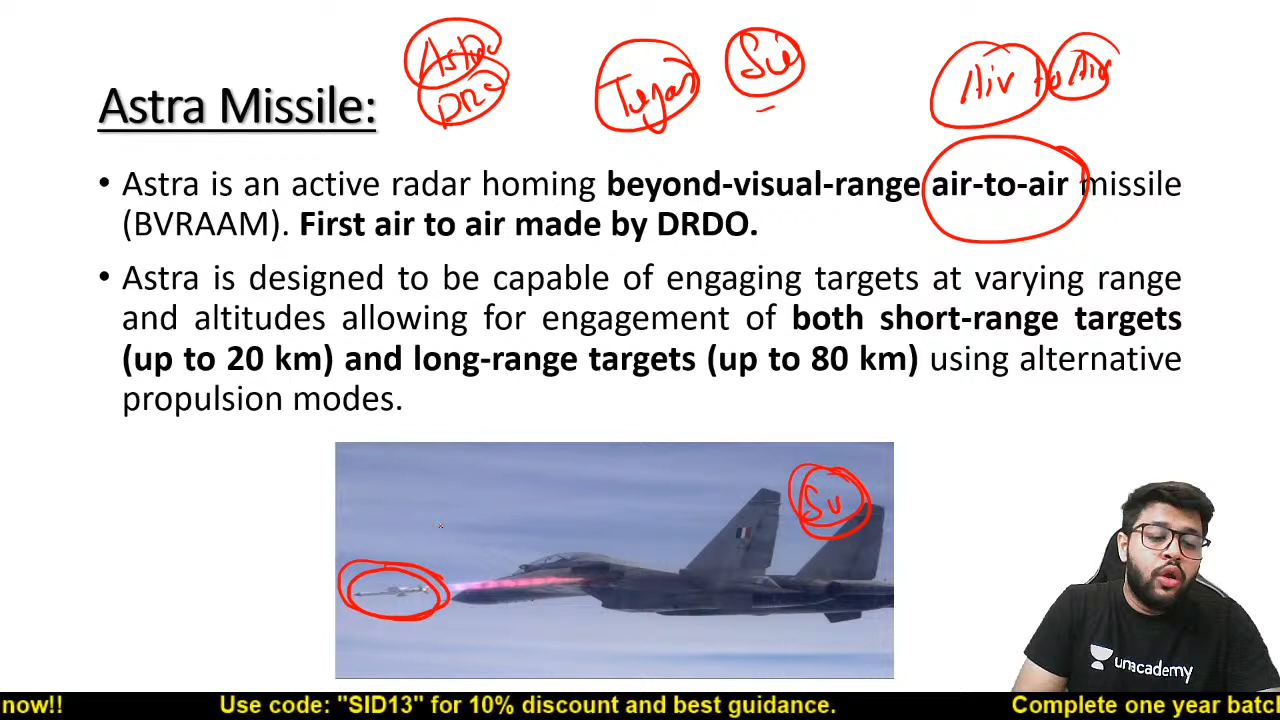 Astra
DRD
Tejas
Su
Air to Air
Astra Missile:
• Astra is an active radar homing beyond-visual-range air-to-air missile
(BVRAAM). First air to air made by DRDO.
• Astra is designed to be capable of engaging targets at varying range
and altitudes allowing for engagement of both short-range targets
(up to 20 km) and long-range targets (up to 80 km) using alternative
propulsion modes.
Su
unacademy
now!! Use code: "SID13" for 10% discount and best guidance. Complete one year batc